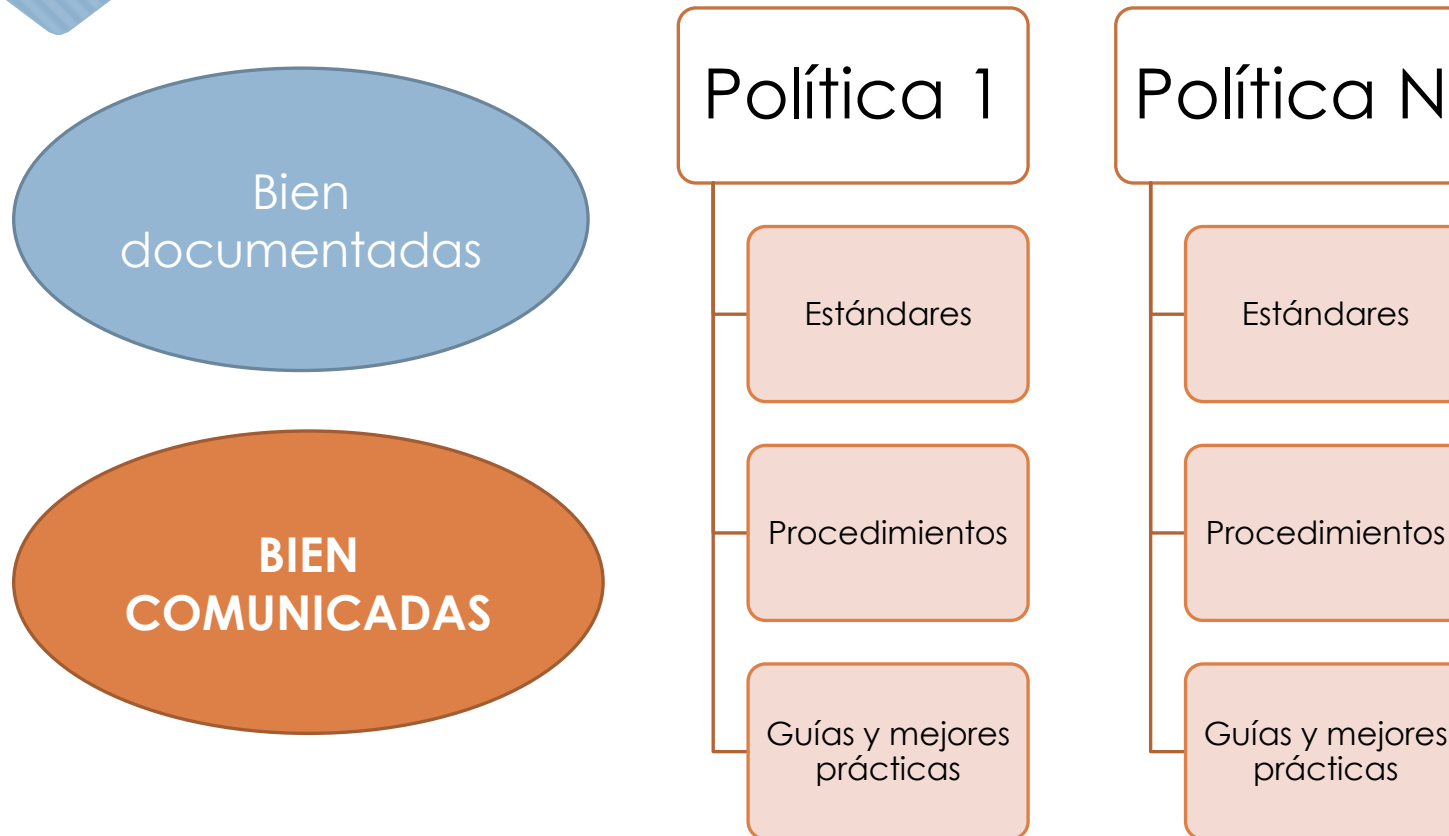 Bien
documentadas
BIEN
COMUNICADAS
Política 1
Estándares
Procedimientos
Guías y mejores
prácticas
Política N
Estándares
Procedimientos
Guías y mejores
prácticas